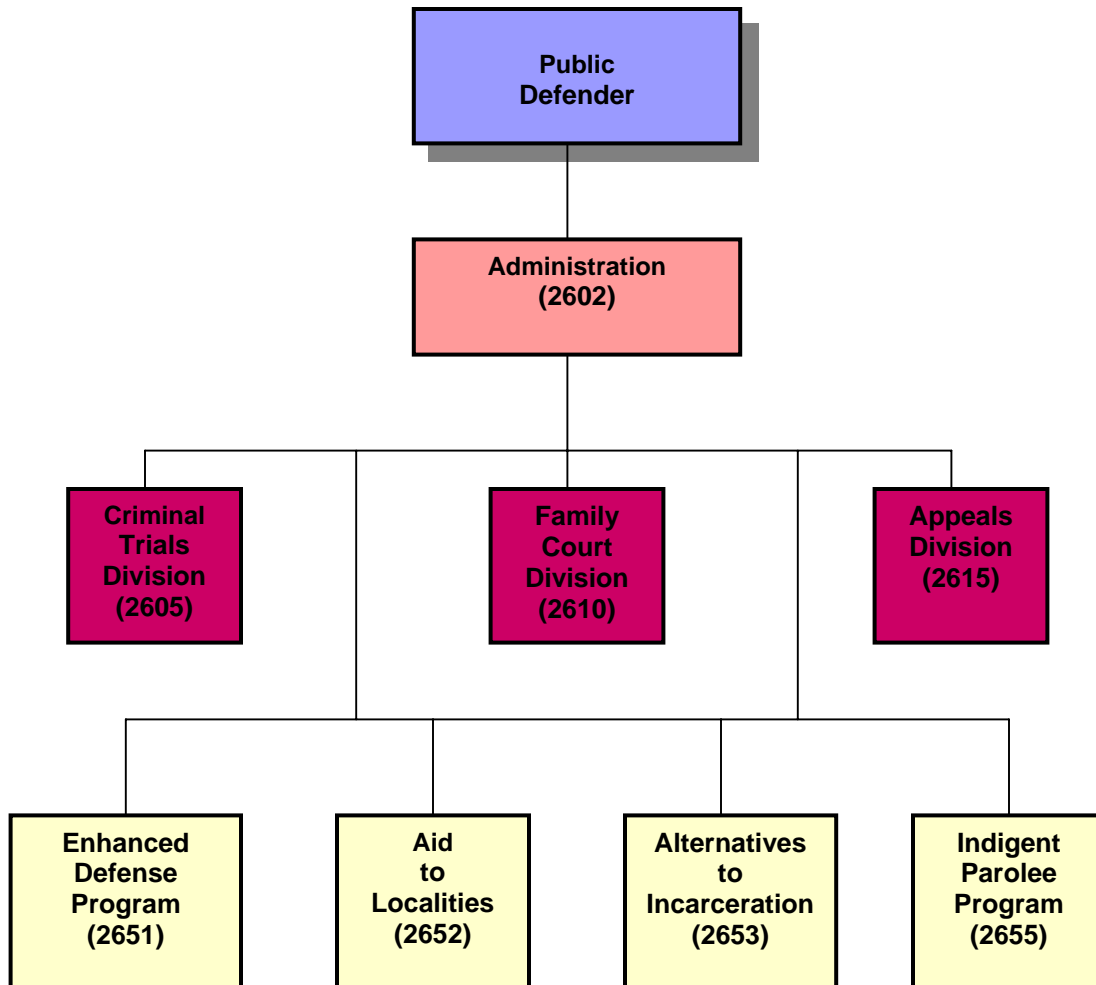 Public
Defender
Administration
(2602)
Criminal
Trials
Division
(2605)
Family
Court
Division
(2610)
Appeals
Division
(2615)
Enhanced
Defense
Program
(2651)
Aid
to
Localities
(2652)
Alternatives
to
Incarceration
(2653)
Indigent
Parolee
Program
(2655)